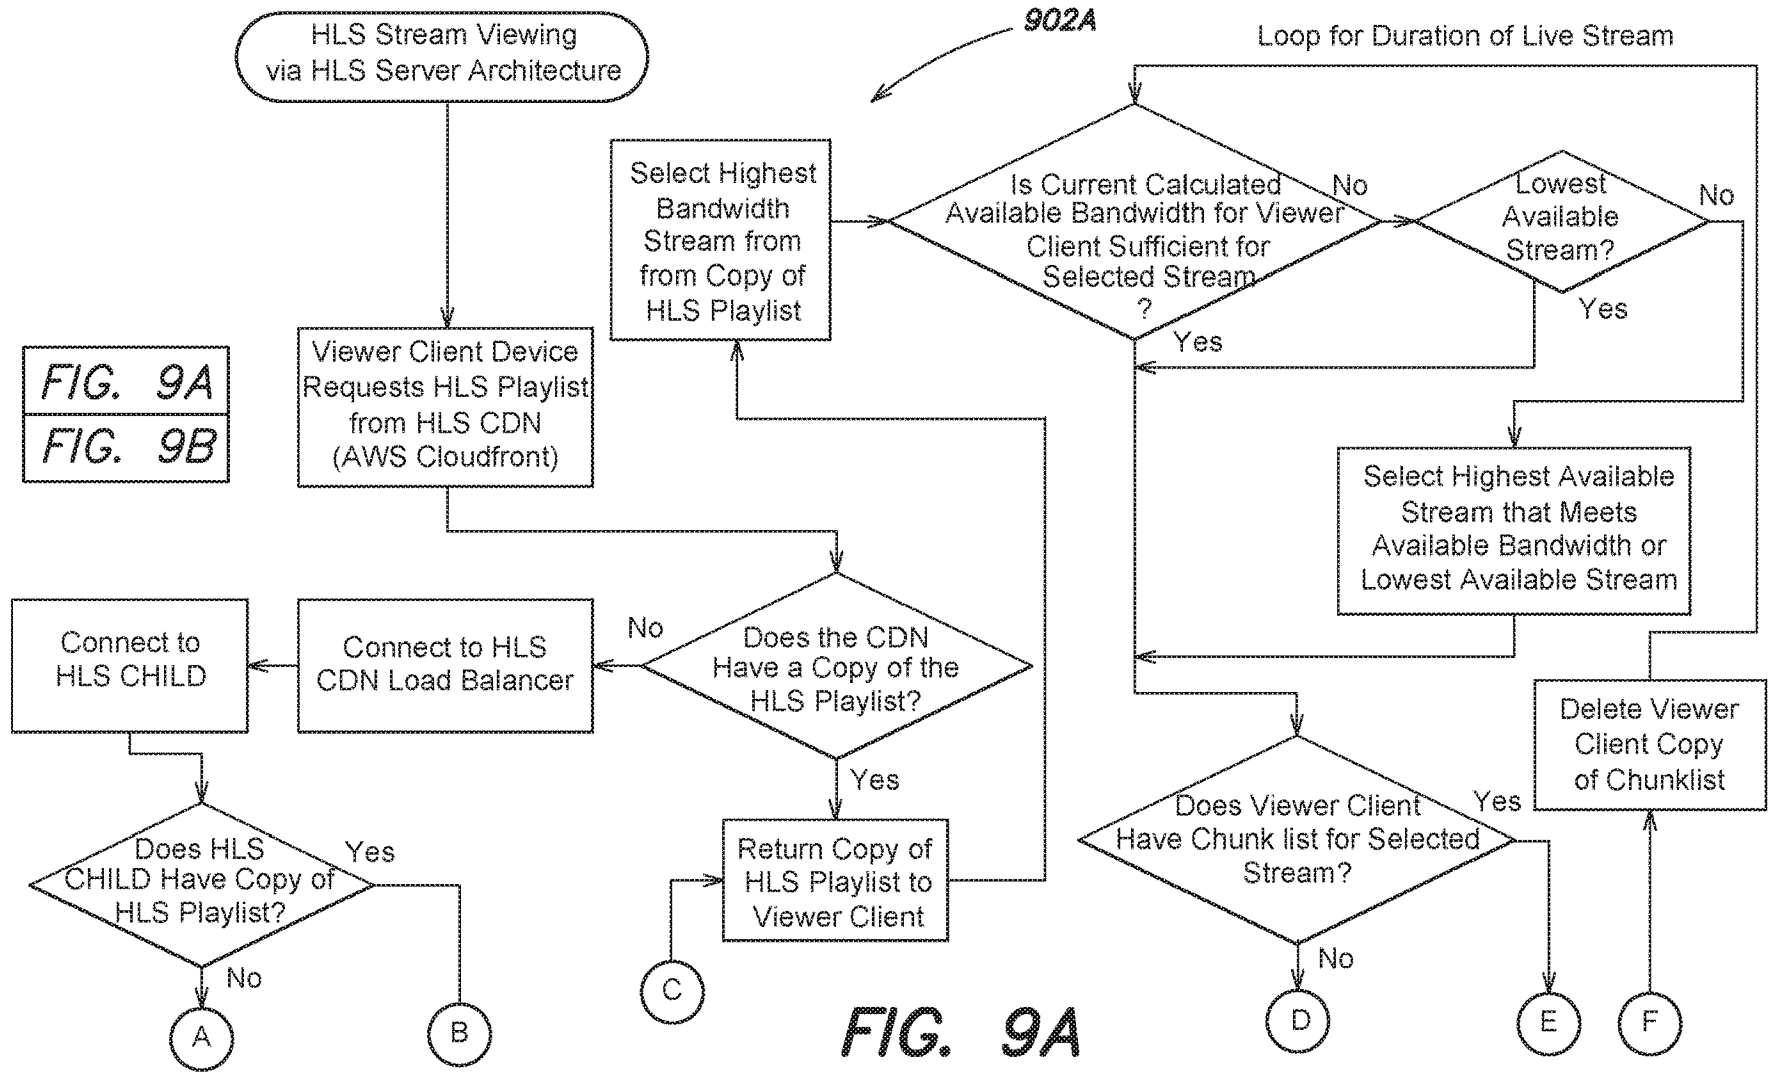 HLS Stream Viewing
via HLS Server Architecture
902A
Loop for Duration of Live Stream
Select Highest
Bandwidth
Stream from
from Copy of
HLS Playlist
Is Current Calculated
Available Bandwidth for Viewer
Client Sufficient for
Selected Stream
?
No
Yes
Lowest
Available
Stream?
No
Yes
FIG. 9A
FIG. 9B
Viewer Client Device
Requests HLS Playlist
from HLS CDN
(AWS Cloudfront)
Select Highest Available
Stream that Meets
Available Bandwidth or
Lowest Available Stream
Connect to
HLS CHILD
Connect to HLS
CDN Load Balancer
No
Does the CDN
Have a Copy of the
HLS Playlist?
Yes
Delete Viewer
Client Copy
of Chunklist
Does HLS
CHILD Have Copy of
HLS Playlist?
Yes
No
Return Copy of
HLS Playlist to
Viewer Client
Does Viewer Client
Have Chunk list for Selected
Stream?
Yes
No
A
B
C
D
E
F
FIG. 9A